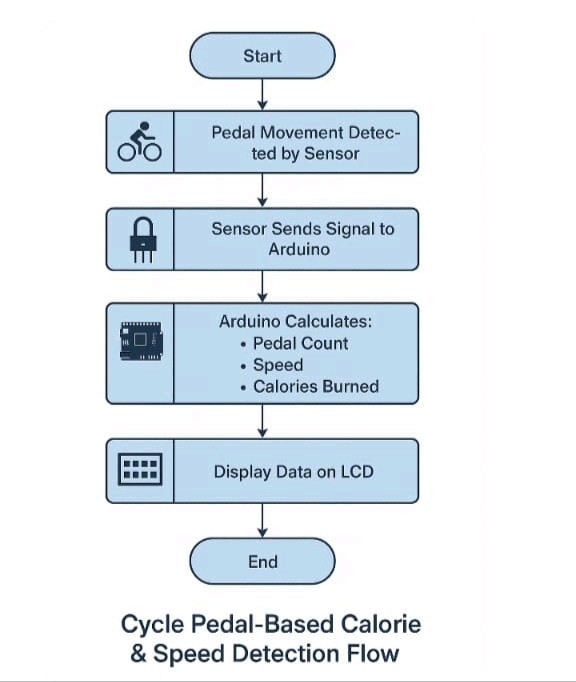 Start
Pedal Movement Detec-
ted by Sensor
Sensor Sends Signal to
Arduino
Arduino Calculates:
• Pedal Count
• Speed
• Calories Burned
Display Data on LCD
End
Cycle Pedal-Based Calorie
& Speed Detection Flow